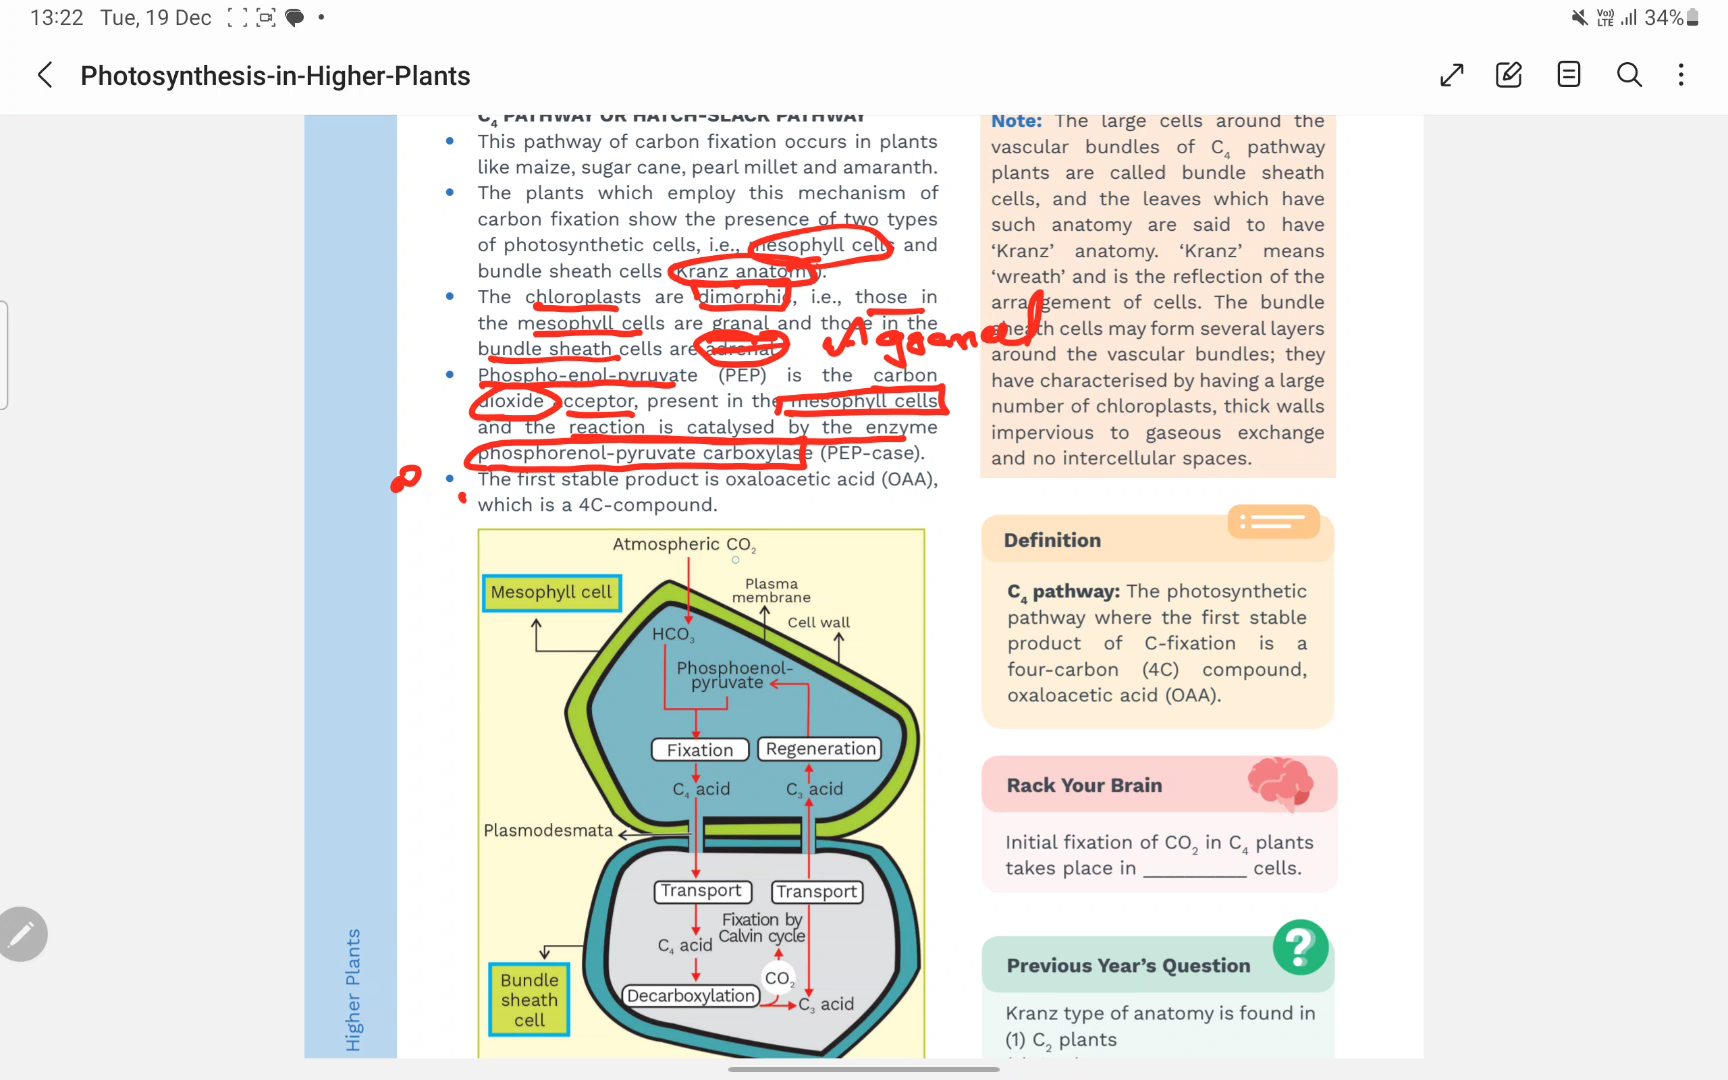 13:22 Tue, 19 Dec
Vo))
LTE
34%
Photosynthesis-in-Higher-Plants
C4 PATHWAY OR HATCH-SLACK PATHWAY
• This pathway of carbon fixation occurs in plants
like maize, sugar cane, pearl millet and amaranth.
• The plants which employ this mechanism of
carbon fixation show the presence of two types
of photosynthetic cells, i.e., mesophyll cells and
bundle sheath cells (Kranz anatomy).
• The chloroplasts are dimorphic, i.e., those in
the mesophyll cells are granal and those in the
bundle sheath cells are adrenal.
• Phospho-enol-pyruvate (PEP) is the carbon
dioxide acceptor, present in the mesophyll cells
and the reaction is catalysed by the enzyme
phosphorenol-pyruvate carboxylase (PEP-case).
• The first stable product is oxaloacetic acid (OAA),
which is a 4C-compound.
Atmospheric CO2
Mesophyll cell
Plasma
membrane
Cell wall
HCO3
Phosphoenol-
pyruvate
Fixation
Regeneration
C4 acid
C3 acid
Plasmodesmata
Transport
Transport
Fixation by
Calvin cycle
C4 acid
CO2
Decarboxylation
C3 acid
Bundle
sheath
cell
Higher Plants
Note: The large cells around the
vascular bundles of C4 pathway
plants are called bundle sheath
cells, and the leaves which have
such anatomy are said to have
‘Kranz’ anatomy. ‘Kranz’ means
‘wreath’ and is the reflection of the
arrangement of cells. The bundle
sheath cells may form several layers
around the vascular bundles; they
have characterised by having a large
number of chloroplasts, thick walls
impervious to gaseous exchange
and no intercellular spaces.
Definition
C4 pathway: The photosynthetic
pathway where the first stable
product of C-fixation is a
four-carbon (4C) compound,
oxaloacetic acid (OAA).
Rack Your Brain
Initial fixation of CO2 in C4 plants
takes place in __________ cells.
Previous Year’s Question
Kranz type of anatomy is found in
(1) C2 plants